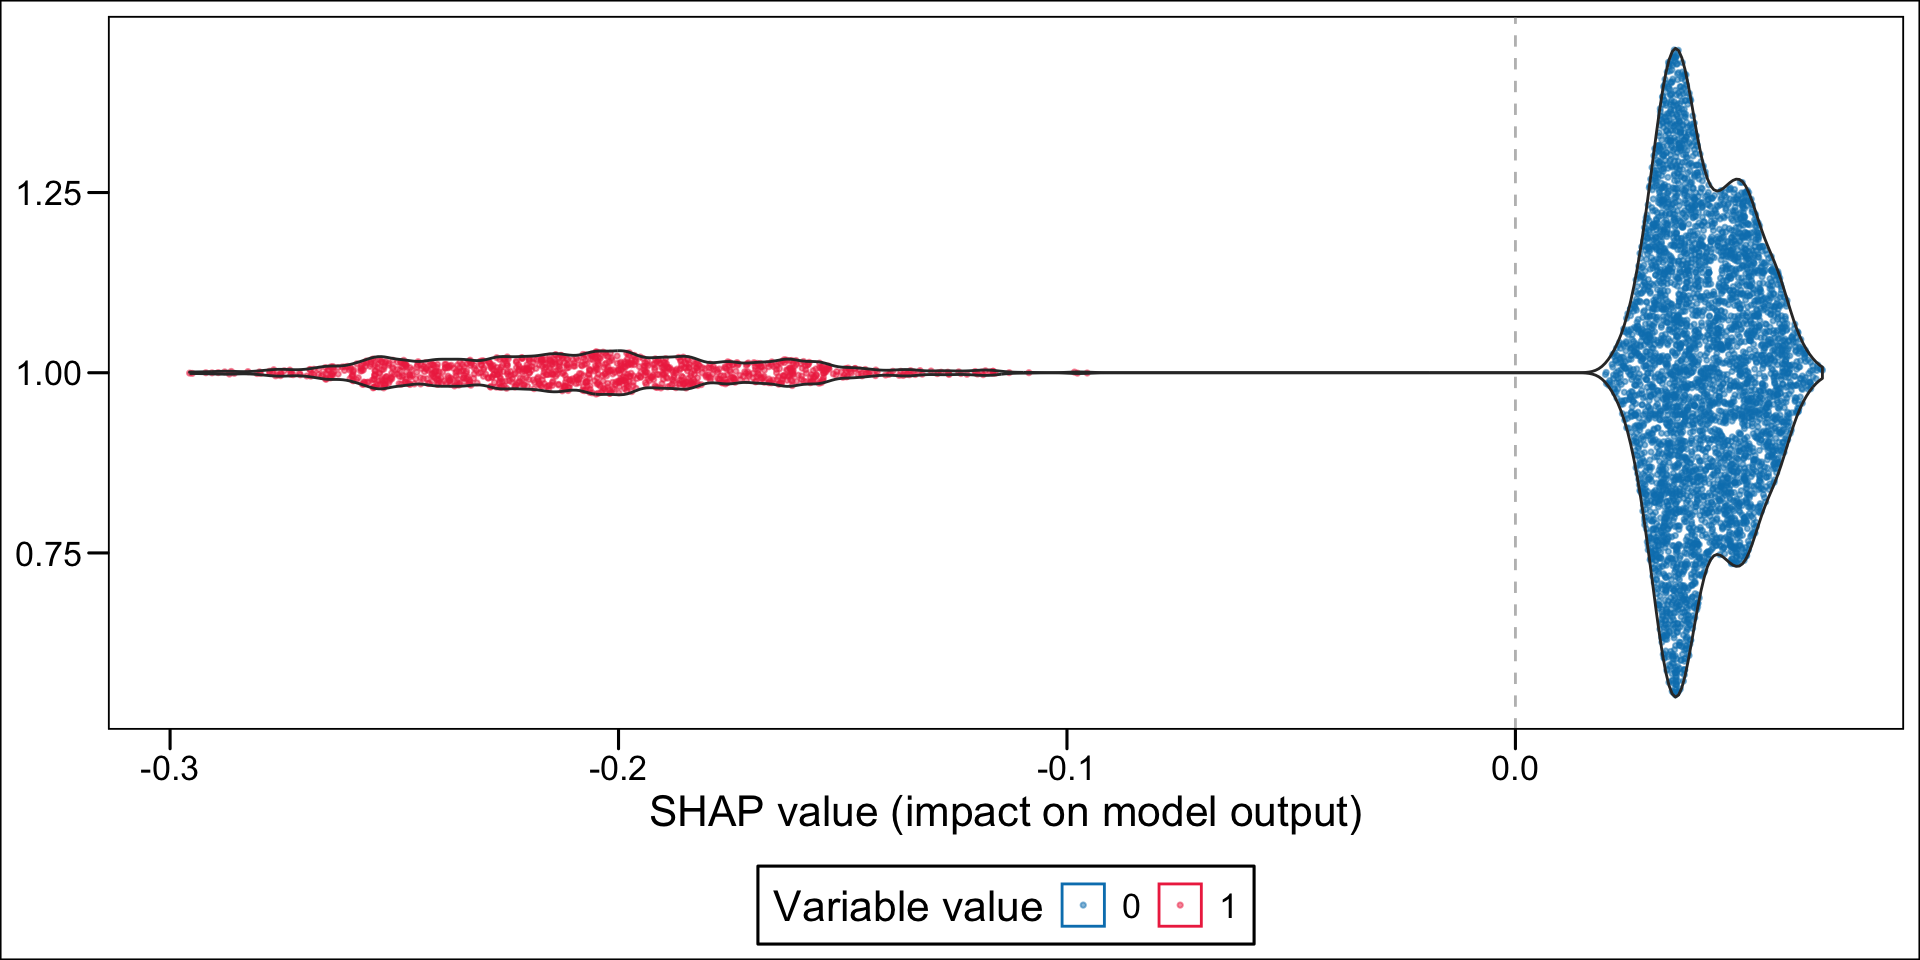 1.25
1.00
0.75
-0.3 -0.2 -0.1 0.0
SHAP value (impact on model output)
Variable value 0 1